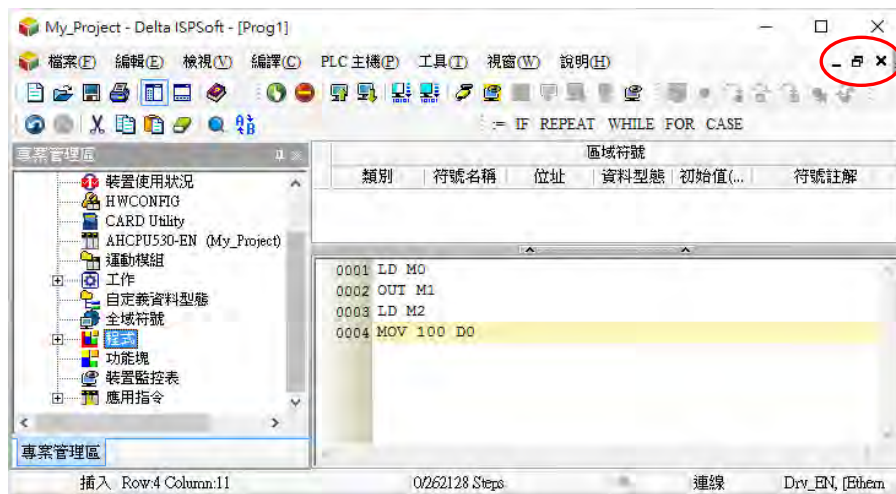 My_Project - Delta ISPSoft - [Prog1]
檔案(F) 編輯(E) 檢視(V) 編譯(C) PLC 主機(P) 工具(T) 視窗(W) 說明(H)
:= IF REPEAT WHILE FOR CASE
專案管理區
區域符號
類別 符號名稱 位址 資料型態 初始值(... 符號註解
裝置使用狀況
HWCONFIG
CARD Utility
AHCPU530-EN (My_Project)
運動模組
工作
自定義資料型態
全域符號
程式
功能塊
裝置監控表
應用指令
0001 LD M0
0002 OUT M1
0003 LD M2
0004 MOV 100 D0
專案管理區
插入 Row:4 Column:11 0/262128 Steps 連線 Drv_EN, [Ethern